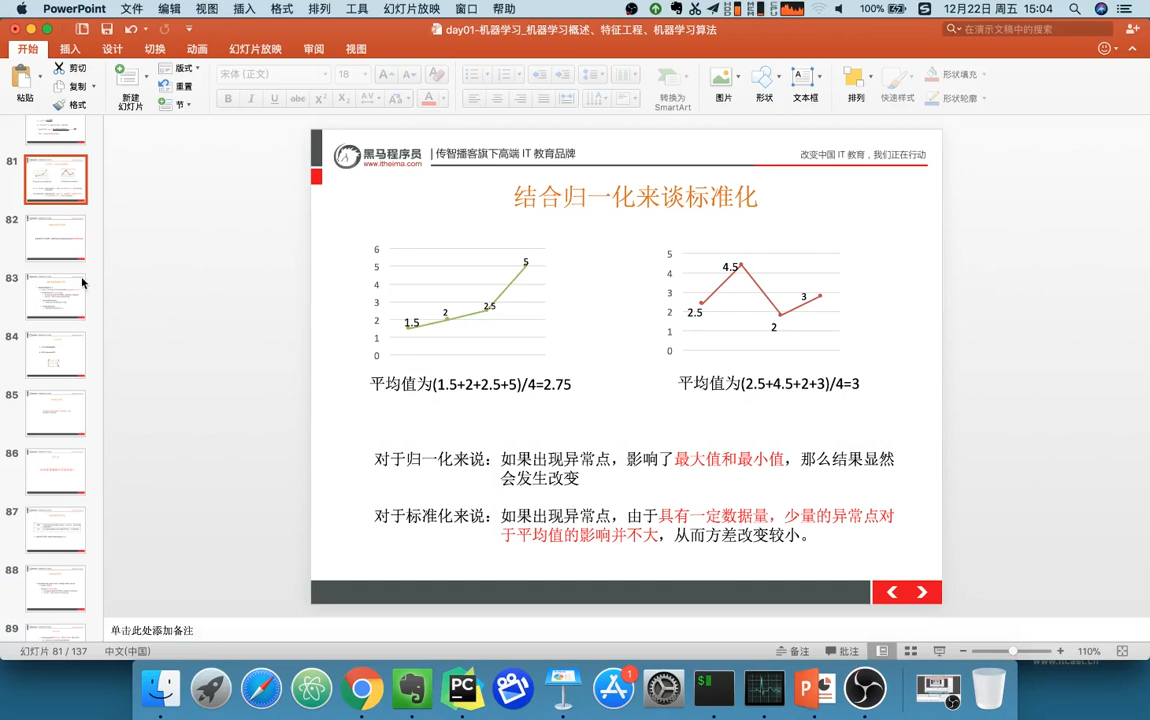 PowerPoint 文件 编辑 视图 插入 格式 排列 工具 幻灯片放映 窗口 帮助 100% 12月22日 周五 15:04
day01-机器学习_机器学习概述、特征工程、机器学习算法 在演示文稿中的搜索
开始 插入 设计 切换 动画 幻灯片放映 审阅 视图
粘贴 剪切 复制 格式 新建 幻灯片 版式 重置 节 宋体 (正文) 18 转换为 SmartArt 图片 形状 文本框 排列 快速样式 形状填充 形状轮廓
B I U abc X² X₂ AV Aa A
81
82
83
84
85
86
87
88
89
黑马程序员 | 传智播客旗下高端 IT 教育品牌
www.itheima.com
改变中国 IT 教育，我们正在行动
结合归一化来谈标准化
6
5
4
3
2
1
0
1.5
2
2.5
5
5
4
3
2
1
0
2.5
4.5
2
3
平均值为(1.5+2+2.5+5)/4=2.75
平均值为(2.5+4.5+2+3)/4=3
对于归一化来说：如果出现异常点，影响了最大值和最小值，那么结果显然
会发生改变
对于标准化来说：如果出现异常点，由于具有一定数据量，少量的异常点对
于平均值的影响并不大，从而方差改变较小。
单击此处添加备注
幻灯片 81 / 137 中文(中国) 备注 批注 110%
PC
1
$
P